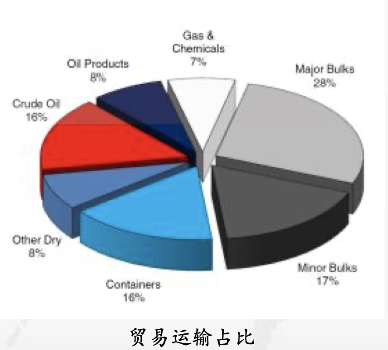 Gas &
Chemicals
7%
Oil Products
8%
Major Bulks
28%
Crude Oil
16%
Other Dry
8%
Containers
16%
Minor Bulks
17%
贸易运输占比